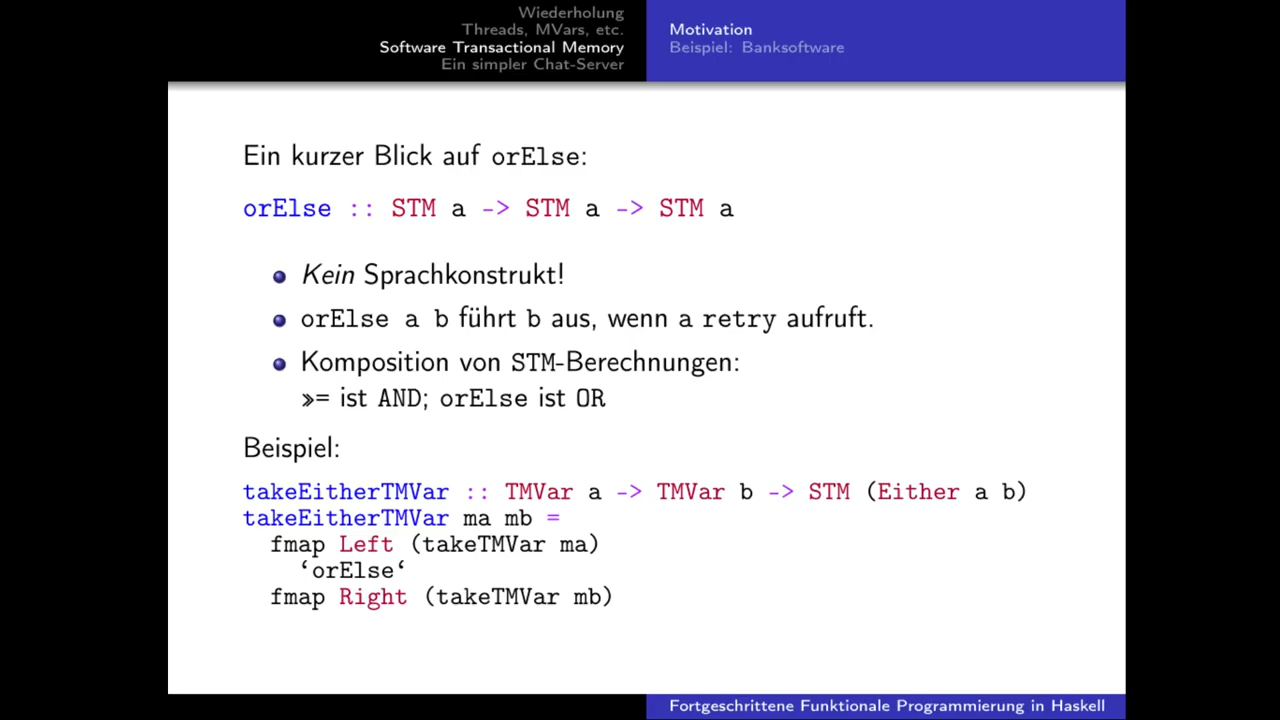 Wiederholung
Threads, MVars, etc.
Software Transactional Memory
Ein simpler Chat-Server
Motivation
Beispiel: Banksoftware
Ein kurzer Blick auf orElse:
orElse :: STM a -> STM a -> STM a
Kein Sprachkonstrukt!
orElse a b führt b aus, wenn a retry aufruft.
Komposition von STM-Berechnungen:
>>= ist AND; orElse ist OR
Beispiel:
takeEitherTMVar :: TMVar a -> TMVar b -> STM (Either a b)
takeEitherTMVar ma mb =
  fmap Left (takeTMVar ma)
    ‘orElse‘
  fmap Right (takeTMVar mb)
Fortgeschrittene Funktionale Programmierung in Haskell